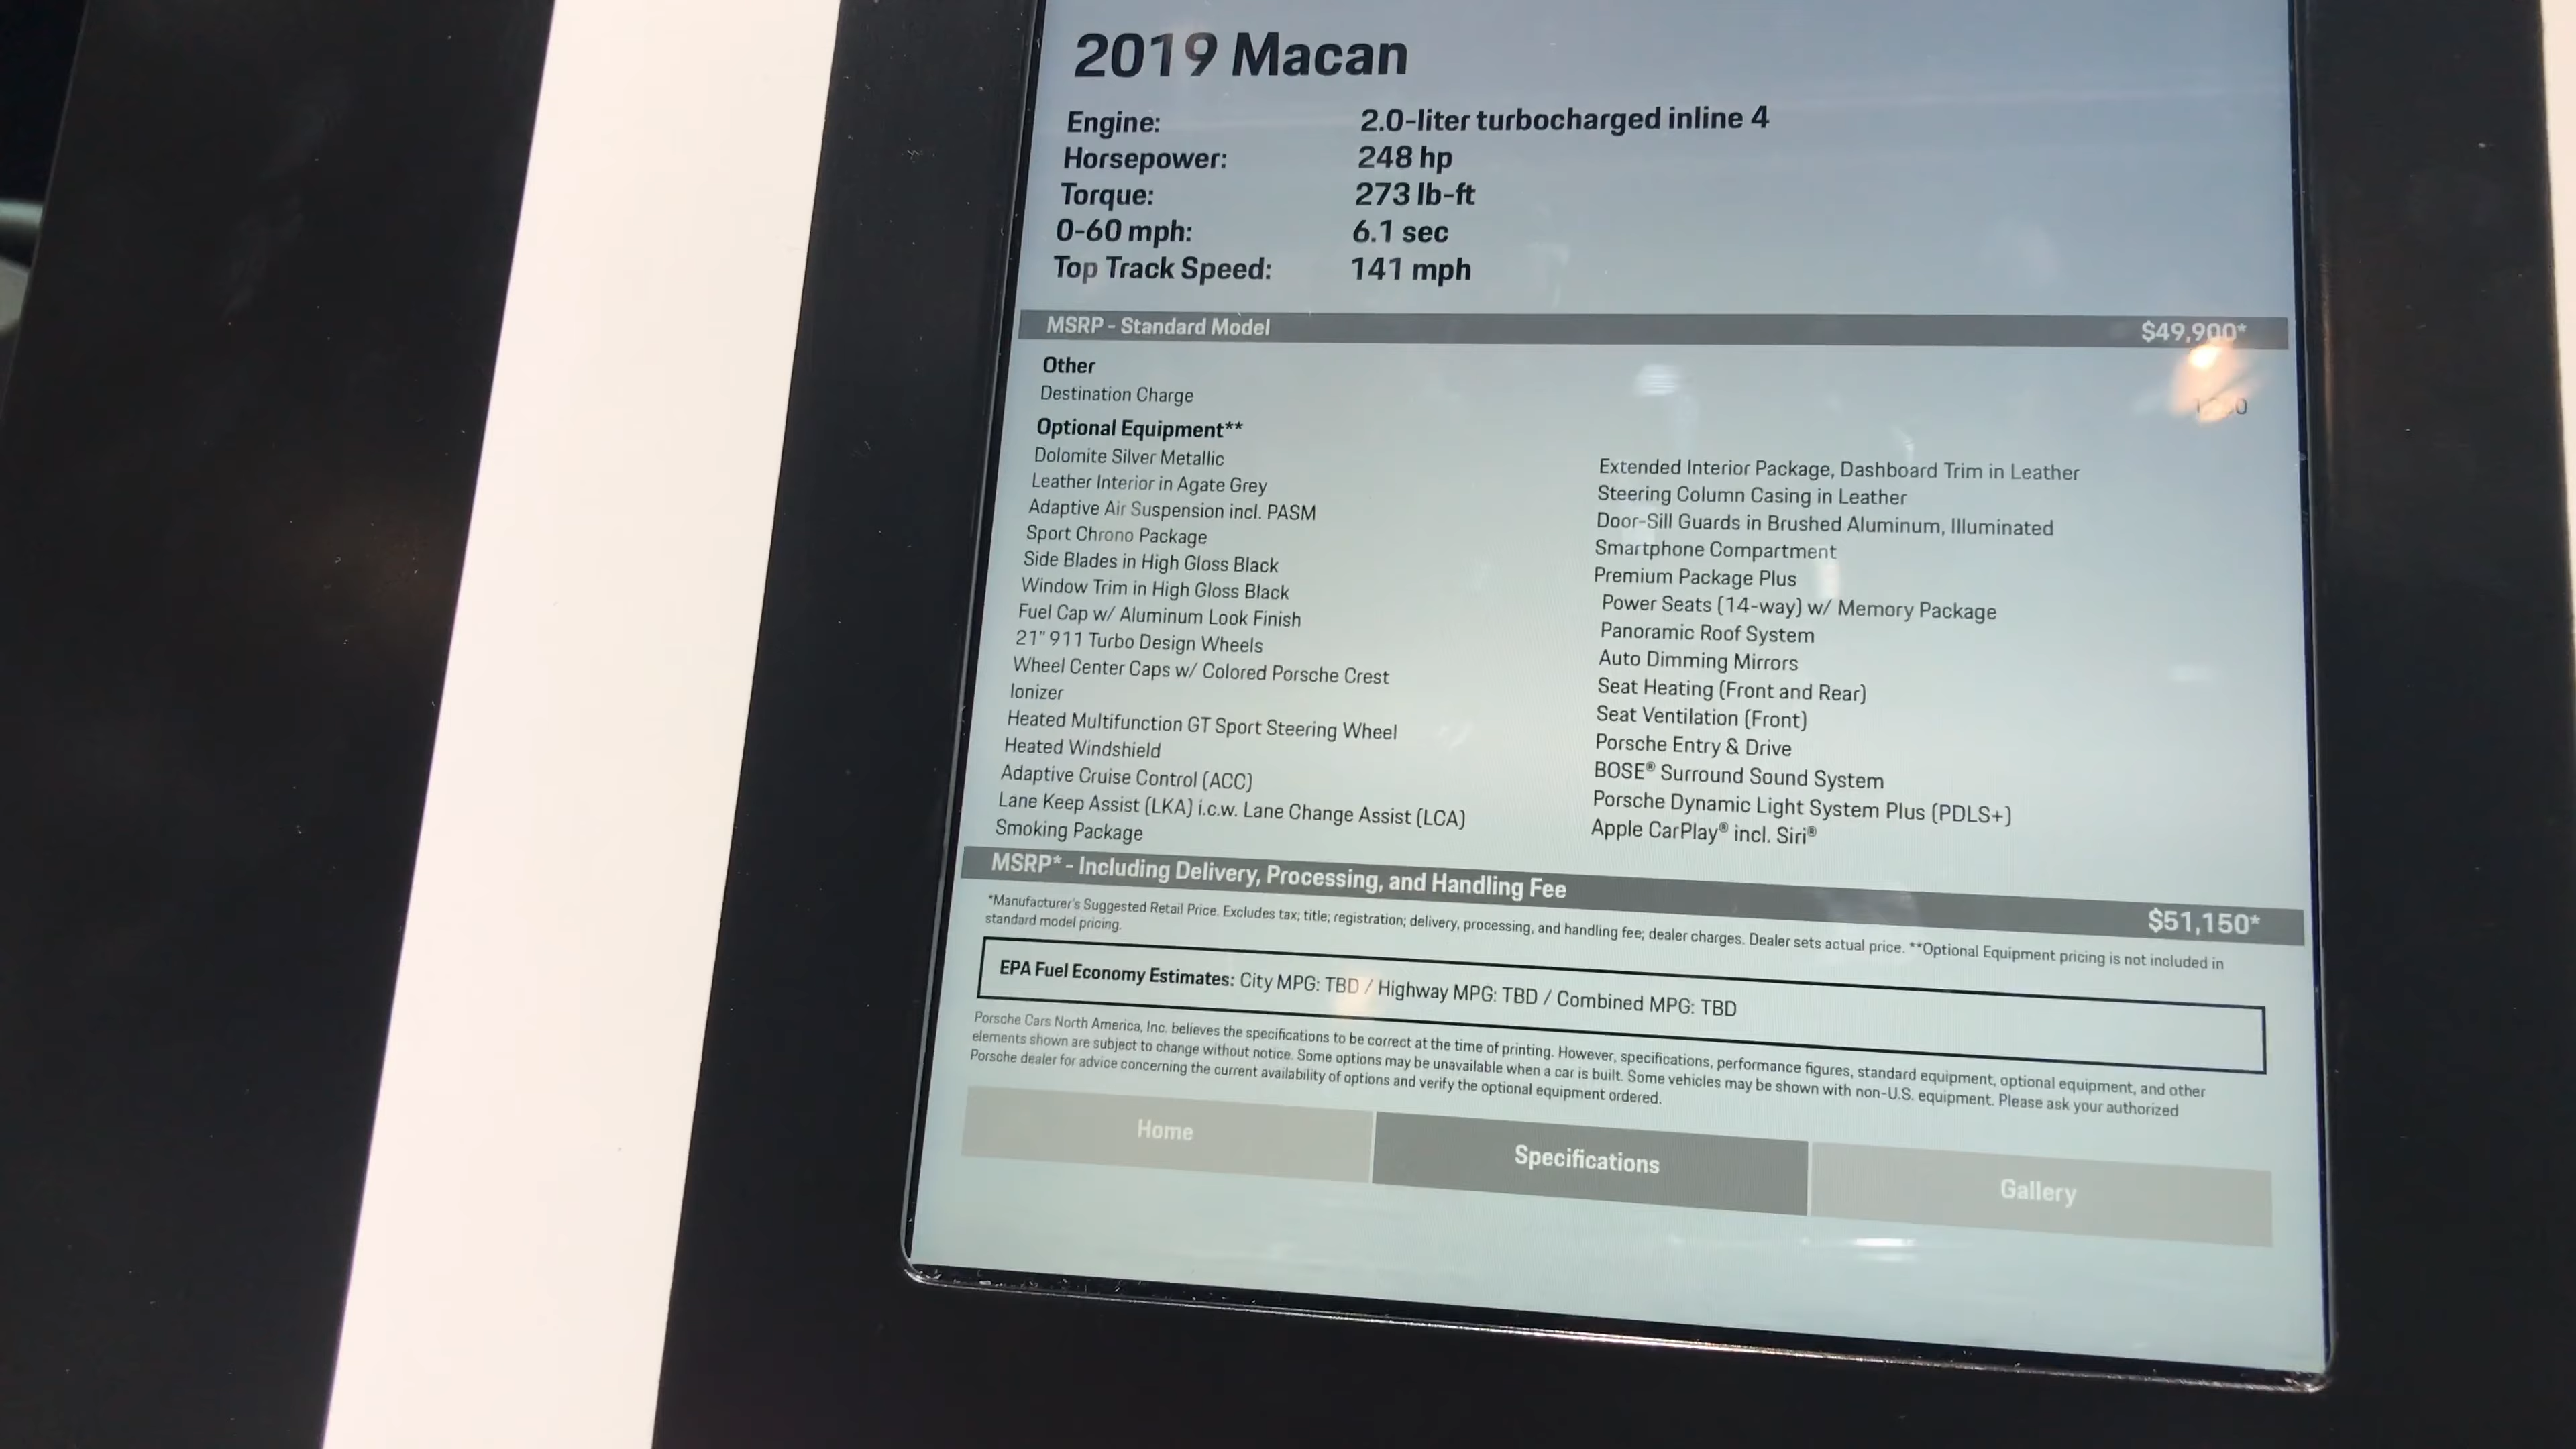 2019 Macan
Engine: 2.0-liter turbocharged inline 4
Horsepower: 248 hp
Torque: 273 lb-ft
0-60 mph: 6.1 sec
Top Track Speed: 141 mph
MSRP - Standard Model $49,900*
Other
Destination Charge
Optional Equipment**
Dolomite Silver Metallic
Leather Interior in Agate Grey
Adaptive Air Suspension incl. PASM
Sport Chrono Package
Side Blades in High Gloss Black
Window Trim in High Gloss Black
Fuel Cap w/ Aluminum Look Finish
21" 911 Turbo Design Wheels
Wheel Center Caps w/ Colored Porsche Crest
Ionizer
Heated Multifunction GT Sport Steering Wheel
Heated Windshield
Adaptive Cruise Control (ACC)
Lane Keep Assist (LKA) i.c.w. Lane Change Assist (LCA)
Smoking Package
Extended Interior Package, Dashboard Trim in Leather
Steering Column Casing in Leather
Door-Sill Guards in Brushed Aluminum, Illuminated
Smartphone Compartment
Premium Package Plus
Power Seats (14-way) w/ Memory Package
Panoramic Roof System
Auto Dimming Mirrors
Seat Heating (Front and Rear)
Seat Ventilation (Front)
Porsche Entry & Drive
BOSE® Surround Sound System
Porsche Dynamic Light System Plus (PDLS+)
Apple CarPlay® incl. Siri®
MSRP* - Including Delivery, Processing, and Handling Fee $51,150*
*Manufacturer's Suggested Retail Price. Excludes tax; title; registration; delivery, processing, and handling fee; dealer charges. Dealer sets actual price. **Optional Equipment pricing is not included in
standard model pricing.
EPA Fuel Economy Estimates: City MPG: TBD / Highway MPG: TBD / Combined MPG: TBD
Porsche Cars North America, Inc. believes the specifications to be correct at the time of printing. However, specifications, performance figures, standard equipment, optional equipment, and other
elements shown are subject to change without notice. Some options may be unavailable when a car is built. Some vehicles may be shown with non-U.S. equipment. Please ask your authorized
Porsche dealer for advice concerning the current availability of options and verify the optional equipment ordered.
Home
Specifications
Gallery